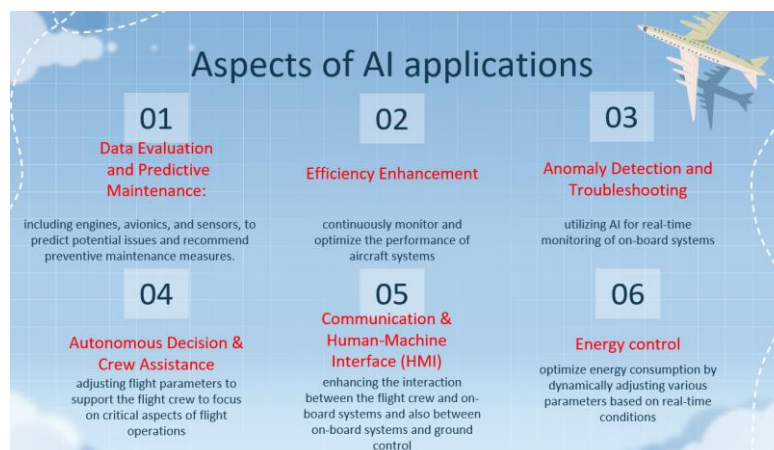 Aspects of AI applications
01
Data Evaluation
and Predictive
Maintenance:
including engines, avionics, and sensors, to
predict potential issues and recommend
preventive maintenance measures.
02
Efficiency Enhancement
continuously monitor and
optimize the performance of
aircraft systems
03
Anomaly Detection and
Troubleshooting
utilizing AI for real-time
monitoring of on-board systems
04
Autonomous Decision &
Crew Assistance
adjusting flight parameters to
support the flight crew to focus
on critical aspects of flight
operations
05
Communication &
Human-Machine
Interface (HMI)
enhancing the interaction
between the flight crew and on-
board systems and also between
on-board systems and ground
control
06
Energy control
optimize energy consumption by
dynamically adjusting various
parameters based on real-time
conditions